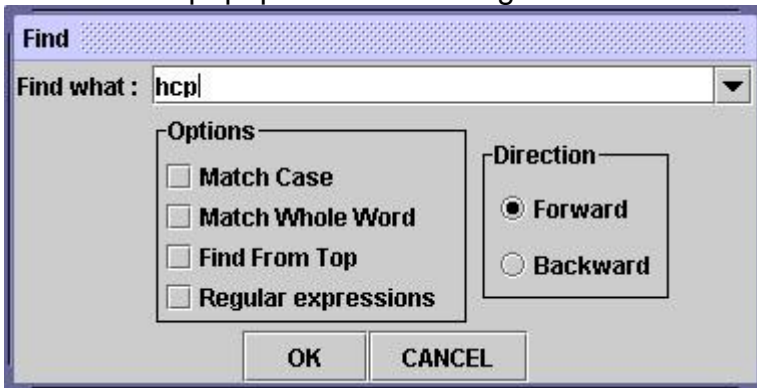 Find
Find what : hcp
Options
Match Case
Match Whole Word
Find From Top
Regular expressions
Direction
Forward
Backward
OK CANCEL